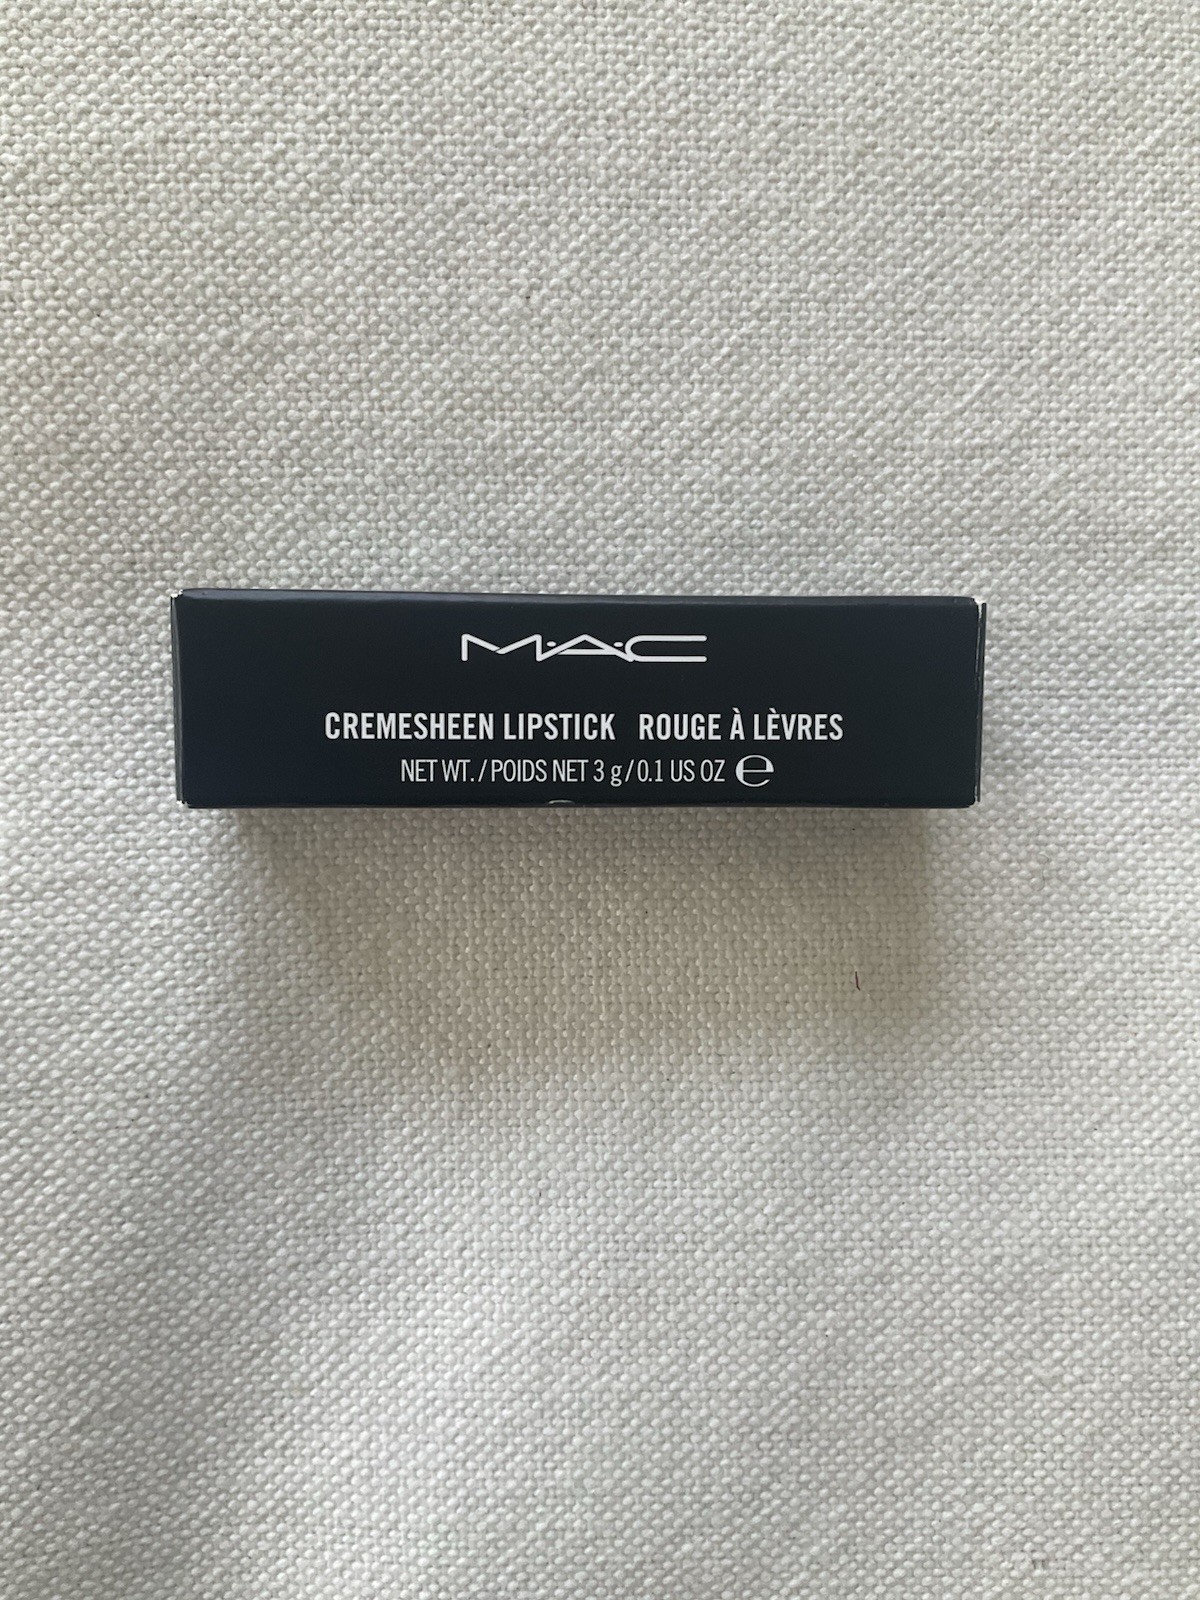 M·A·C
CREMESHEEN LIPSTICK ROUGE À LÈVRES
NET WT. / POIDS NET 3 g / 0.1 US OZ ℮